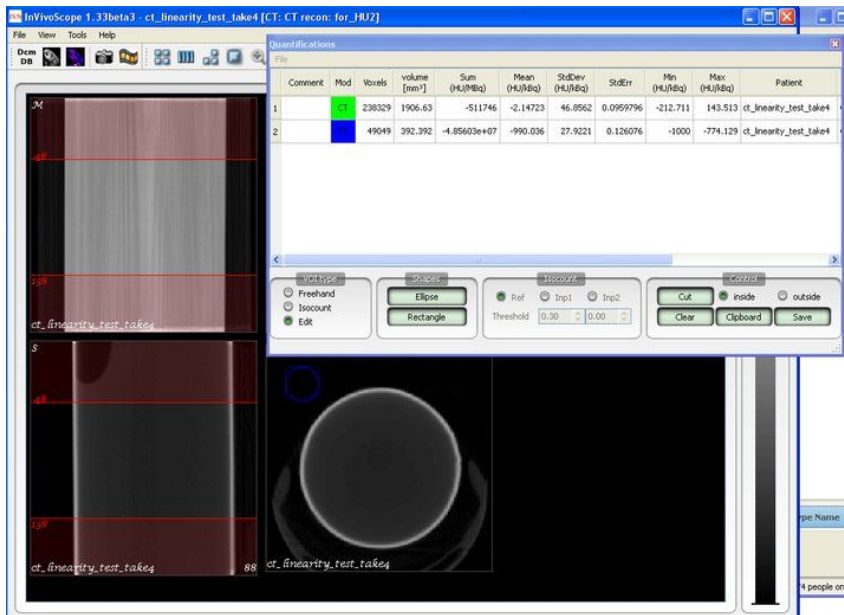 InVivoScope 1.33beta3 - ct_linearity_test_take4 [CT: CT recon: for_HU2]
File View Tools Help
Dcm
DB
Quantifications
File
Comment Mod Voxels volume [mm³] Sum (HU/MBq) Mean (HU/kBq) StdDev (HU/kBq) StdErr Min (HU/kBq) Max (HU/kBq) Patient
1 CT 238329 1906.63 -511746 -2.14723 46.8562 0.0959796 -212.711 143.513 ct_linearity_test_take4
2 CT 49049 392.392 -4.85603e+07 -990.036 27.9221 0.126076 -1000 -774.129 ct_linearity_test_take4
VOI type Shapes Isocount Control
Freehand Ellipse Ref Inp1 Inp2 Cut inside outside
Isocount Rectangle Threshold 0.30 0.00 Clear Clipboard Save
Edit
M
-48
138
ct_linearity_test_take4
S
-48
138
ct_linearity_test_take4 88
ct_linearity_test_take4
ype Name
74 people on